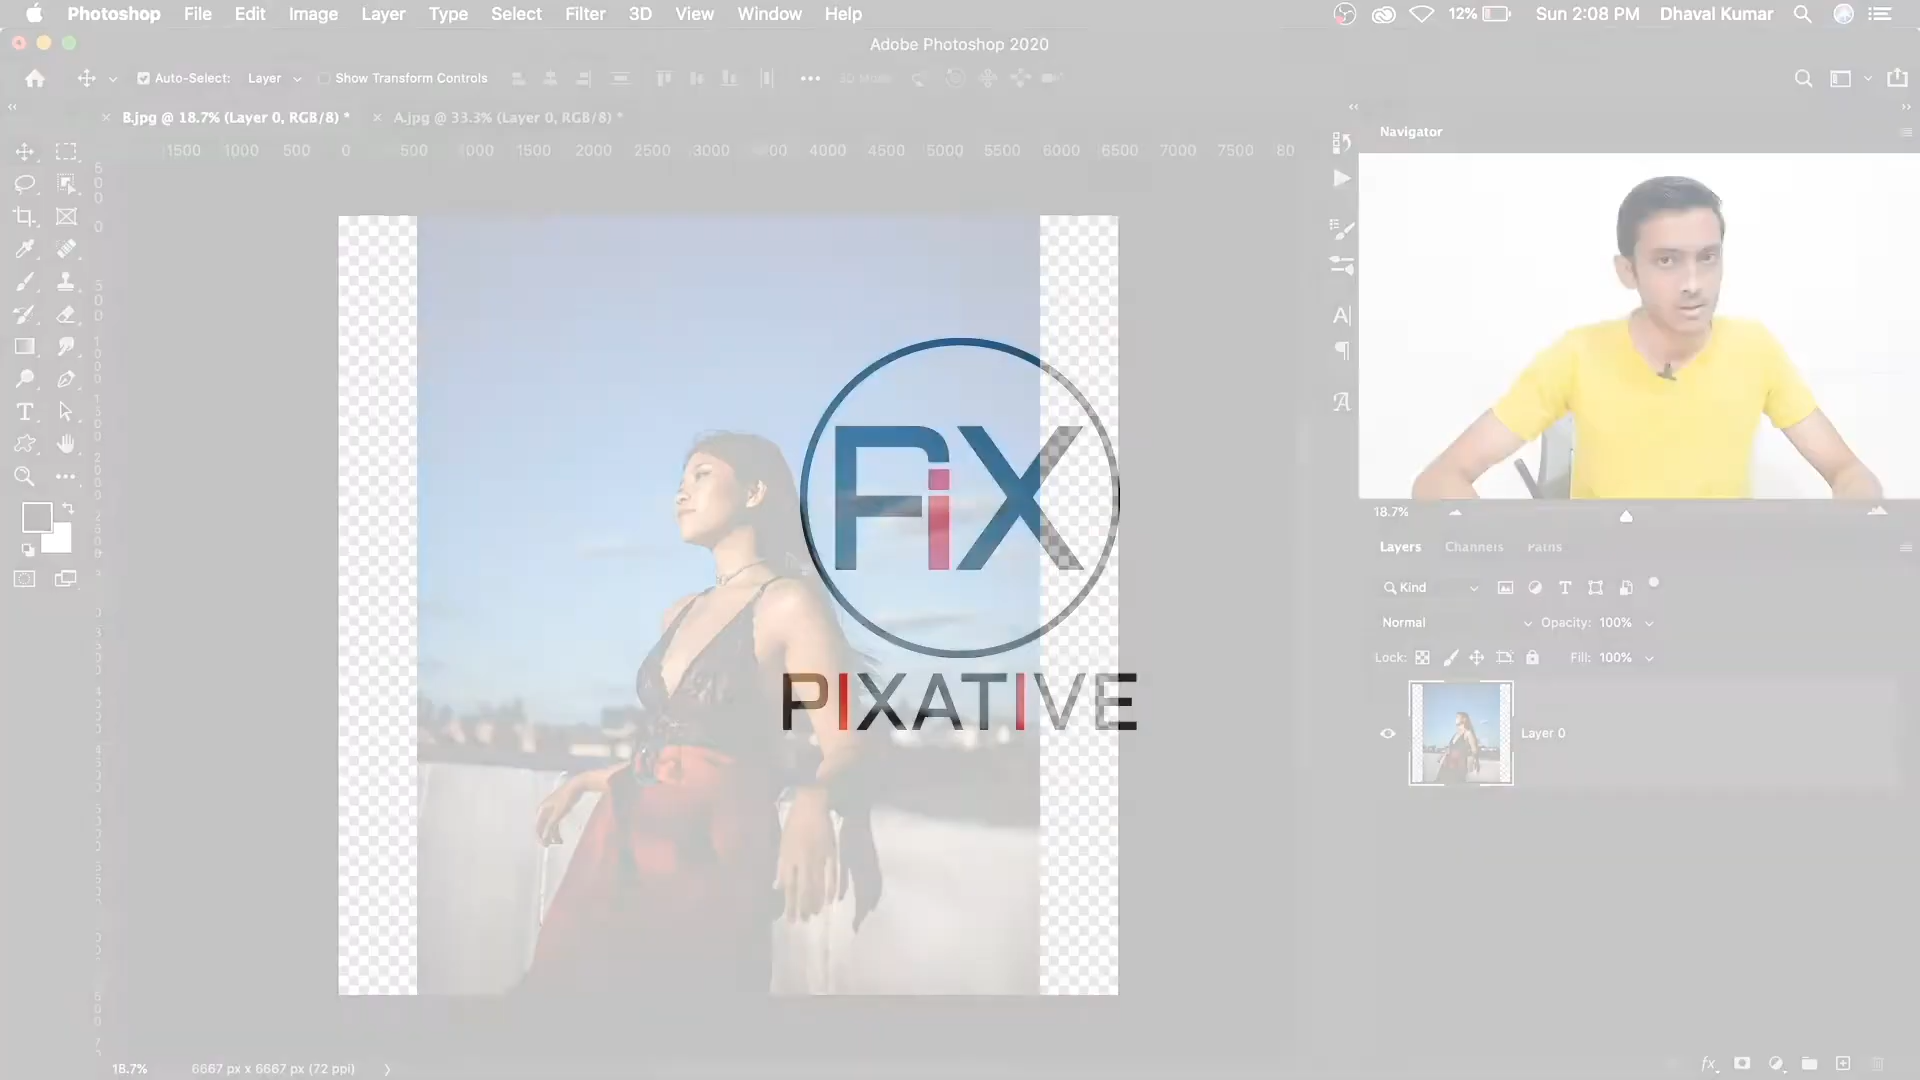 Photoshop File Edit Image Layer Type Select Filter 3D View Window Help 12% Sun 2:08 PM Dhaval Kumar
Adobe Photoshop 2020
Auto-Select: Layer Show Transform Controls 3D Mode
B.jpg @ 18.7% (Layer 0, RGB/8) * A.jpg @ 33.3% (Layer 0, RGB/8) *
Navigator
1500 1000 500 0 500 1000 1500 2000 2500 3000 4000 4500 5000 5500 6000 6500 7000 7500 80
PiX
PIXATIVE
18.7%
Layers Channels Paths
Kind
Normal Opacity: 100%
Lock: Fill: 100%
Layer 0
18.7% 6667 px x 6667 px (72 ppi)